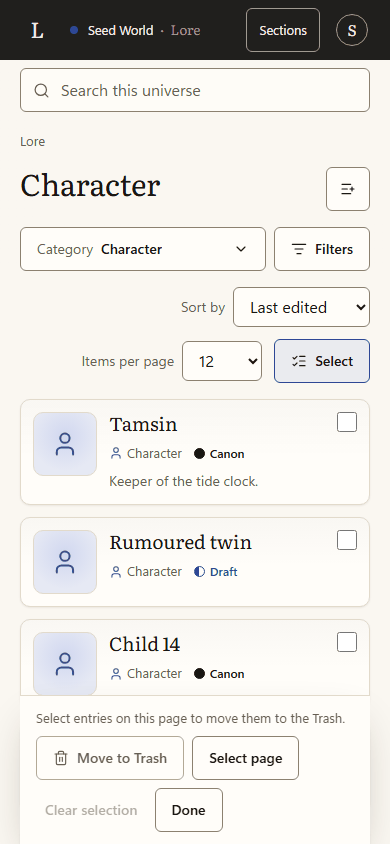 L Seed World · Lore Sections S
Search this universe
Lore
Character
Category Character Filters
Sort by Last edited
Items per page 12 Select
Tamsin
Character Canon
Keeper of the tide clock.
Rumoured twin
Character Draft
Child 14
Character Canon
Select entries on this page to move them to the Trash.
Move to Trash Select page
Clear selection Done